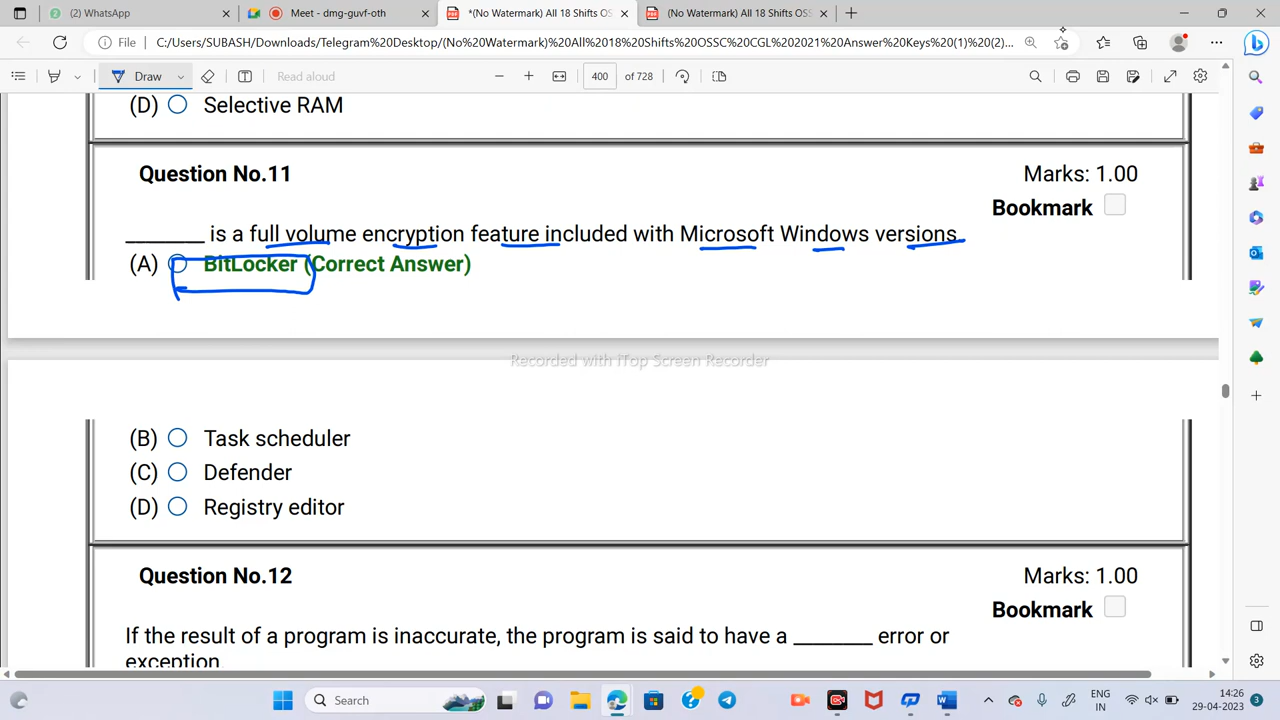 (2) WhatsApp
Meet - dmg-guvf-oth
*(No Watermark) All 18 Shifts OS
(No Watermark) All 18 Shifts OSS
File
C:/Users/SUBASH/Downloads/Telegram%20Desktop/(No%20Watermark)%20All%2018%20Shifts%20OSSC%20CGL%202021%20Answer%20Keys%20(1)%20(2)...
Draw
Read aloud
400 of 728
(D) Selective RAM
Question No.11
Marks: 1.00
Bookmark
________ is a full volume encryption feature included with Microsoft Windows versions.
(A) BitLocker (Correct Answer)
Recorded with iTop Screen Recorder
(B) Task scheduler
(C) Defender
(D) Registry editor
Question No.12
Marks: 1.00
Bookmark
If the result of a program is inaccurate, the program is said to have a ________ error or
exception
Search
ENG
IN
14:26
29-04-2023
3